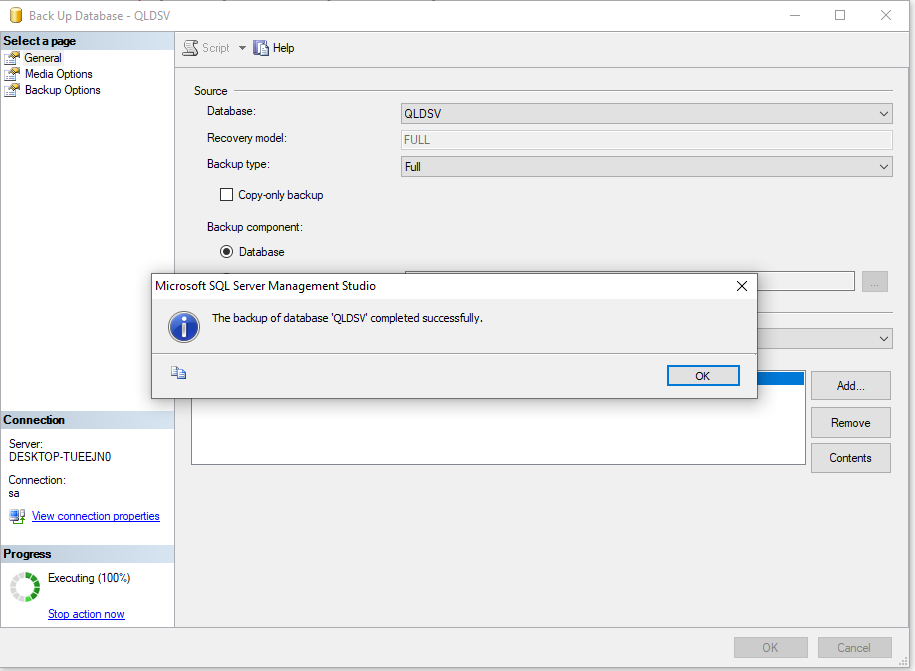 Back Up Database - QLDSV
Select a page
General
Media Options
Backup Options
Script
Help
Source
Database:
QLDSV
Recovery model:
FULL
Backup type:
Full
Copy-only backup
Backup component:
Database
...
Microsoft SQL Server Management Studio
The backup of database 'QLDSV' completed successfully.
OK
Add...
Remove
Contents
Connection
Server:
DESKTOP-TUEEJN0
Connection:
sa
View connection properties
Progress
Executing (100%)
Stop action now
OK
Cancel